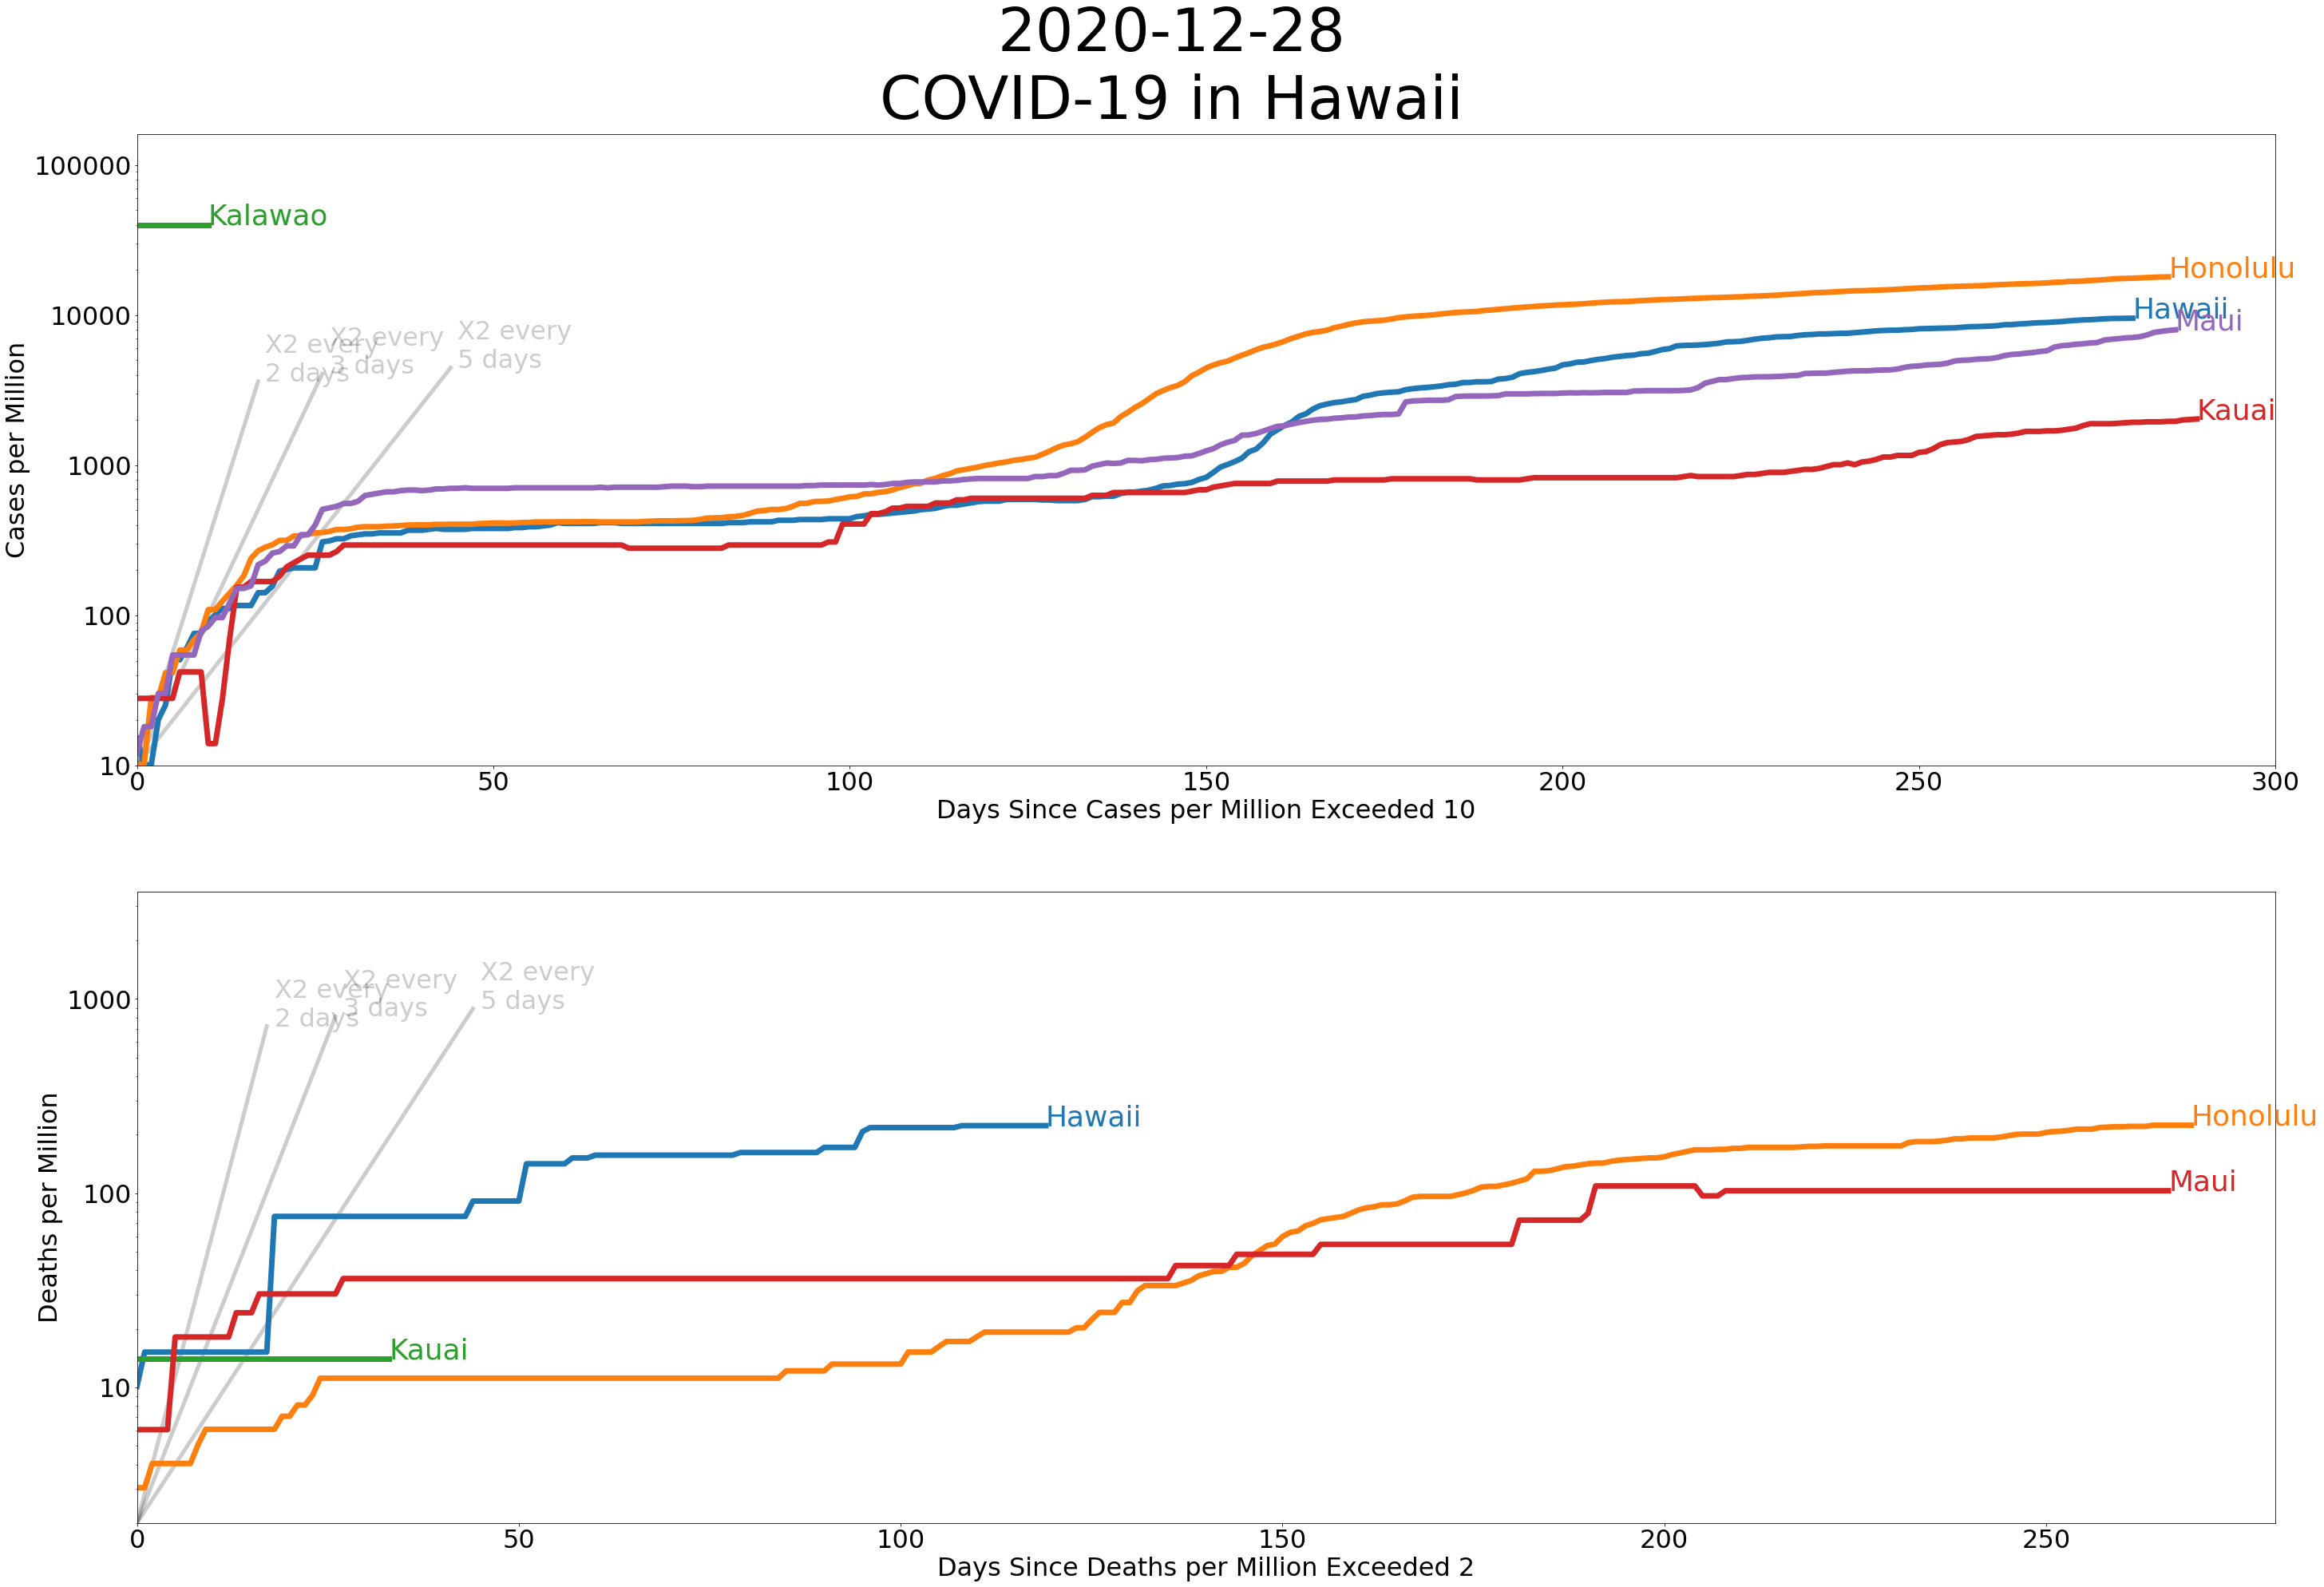 2020-12-28
COVID-19 in Hawaii
100000
10000
1000
100
10
Cases per Million
Kalawao
Honolulu
Hawaii
Maui
Kauai
X2 every
2 days
X2 every
3 days
X2 every
5 days
0
50
100
150
200
250
300
Days Since Cases per Million Exceeded 10
1000
100
10
Deaths per Million
X2 every
2 days
X2 every
3 days
X2 every
5 days
Hawaii
Honolulu
Maui
Kauai
0
50
100
150
200
250
Days Since Deaths per Million Exceeded 2